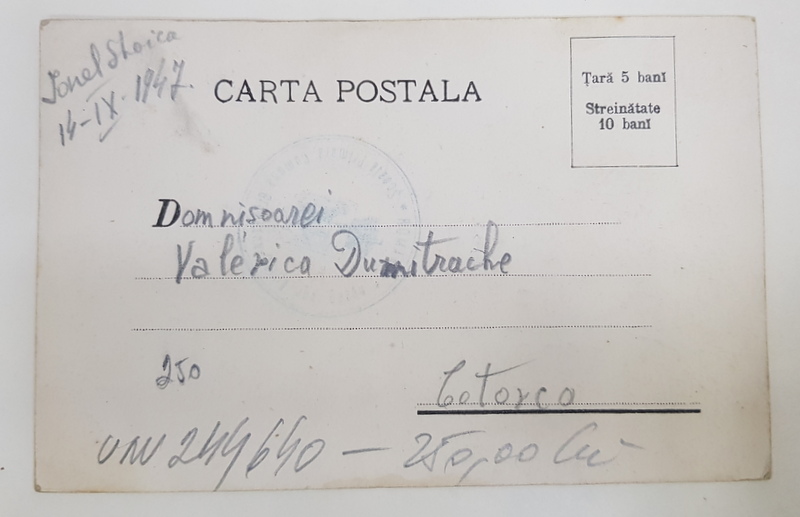 Ionel Stoica
14-IX-1947.
CARTA POSTALA
Țară 5 bani
Streinătate
10 bani
Domnișoarei
Valerica Dumitrache
250
Cotorca
244640 — 250,00 lei